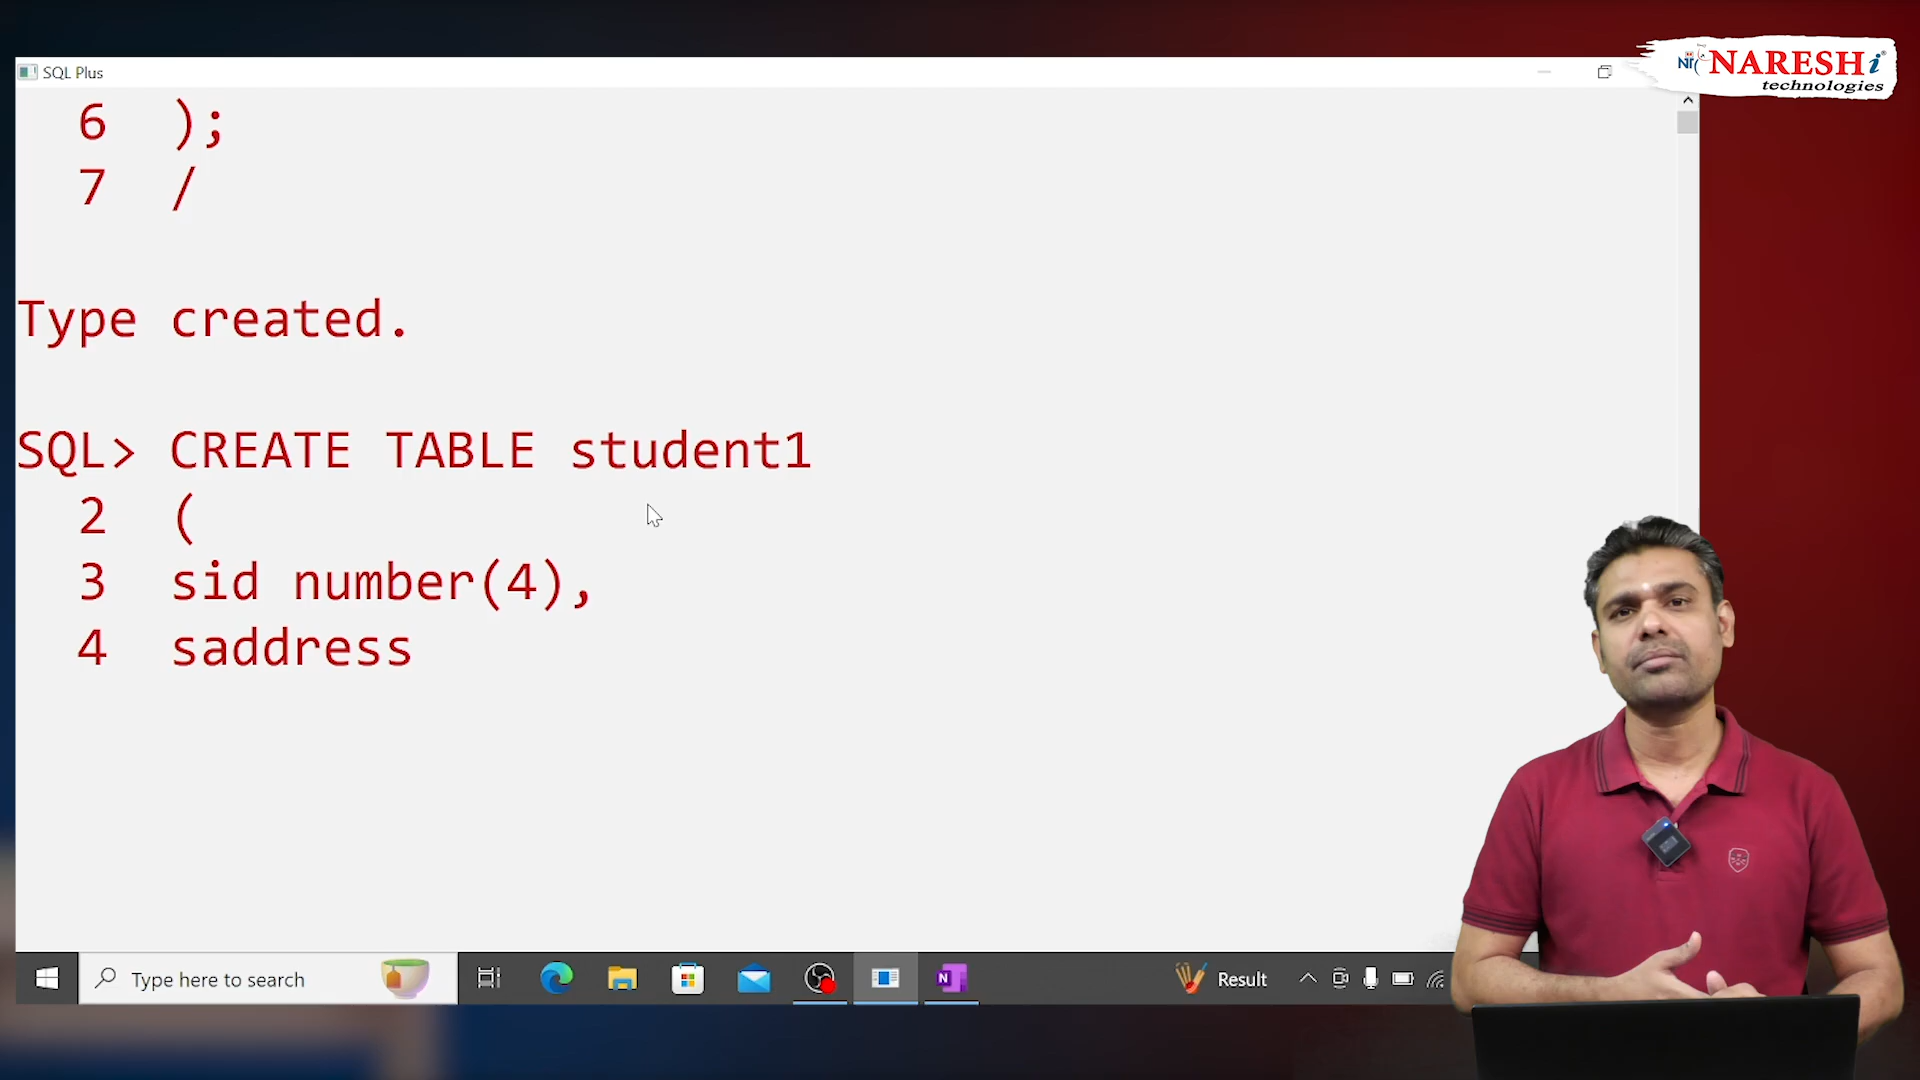 SQL Plus
NARESH i
technologies
6 );
7 /
Type created.
SQL> CREATE TABLE student1
2 (
3 sid number(4),
4 saddress
Type here to search
Result